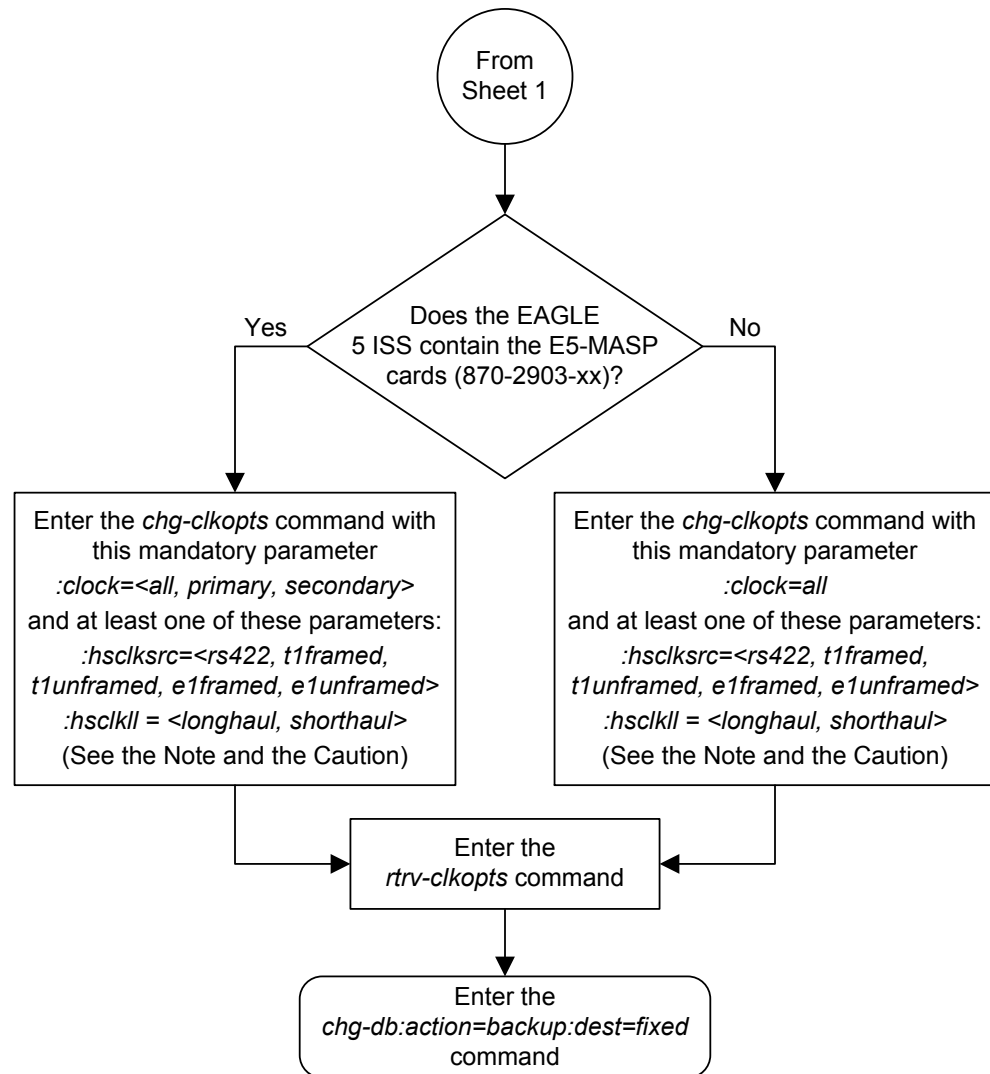 From
Sheet 1
Does the EAGLE
5 ISS contain the E5-MASP
cards (870-2903-xx)?
Yes
No
Enter the chg-clkopts command with
this mandatory parameter
:clock=<all, primary, secondary>
and at least one of these parameters:
:hsclksrc=<rs422, t1framed,
t1unframed, e1framed, e1unframed>
:hsclkll = <longhaul, shorthaul>
(See the Note and the Caution)
Enter the chg-clkopts command with
this mandatory parameter
:clock=all
and at least one of these parameters:
:hsclksrc=<rs422, t1framed,
t1unframed, e1framed, e1unframed>
:hsclkll = <longhaul, shorthaul>
(See the Note and the Caution)
Enter the
rtrv-clkopts command
Enter the
chg-db:action=backup:dest=fixed
command